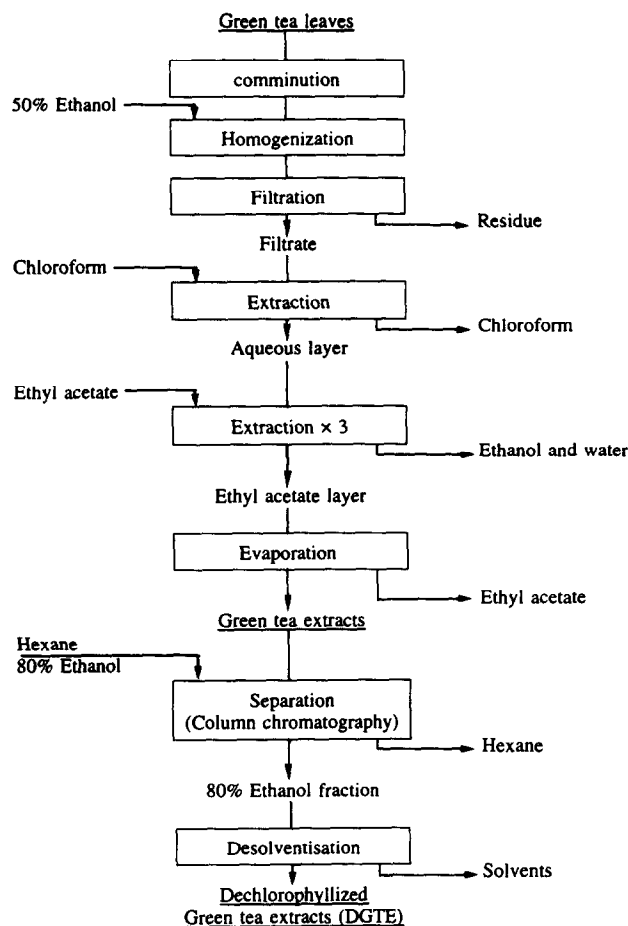 Green tea leaves
comminution
50% Ethanol
Homogenization
Filtration
Residue
Filtrate
Chloroform
Extraction
Chloroform
Aqueous layer
Ethyl acetate
Extraction × 3
Ethanol and water
Ethyl acetate layer
Evaporation
Ethyl acetate
Green tea extracts
Hexane
80% Ethanol
Separation
(Column chromatography)
Hexane
80% Ethanol fraction
Desolventisation
Solvents
Dechlorophyllized
Green tea extracts (DGTE)